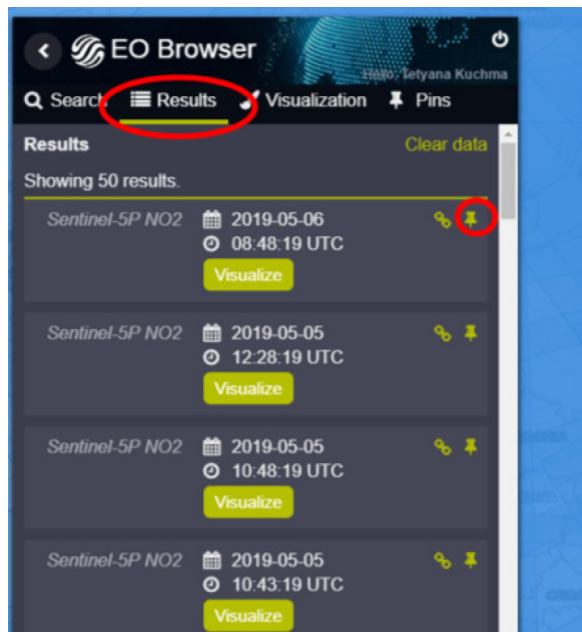 EO Browser
Hello, Tetyana Kuchma
Search Results Visualization Pins
Results Clear data
Showing 50 results.
Sentinel-5P NO2 2019-05-06
08:48:19 UTC
Visualize
Sentinel-5P NO2 2019-05-05
12:28:19 UTC
Visualize
Sentinel-5P NO2 2019-05-05
10:48:19 UTC
Visualize
Sentinel-5P NO2 2019-05-05
10:43:19 UTC
Visualize